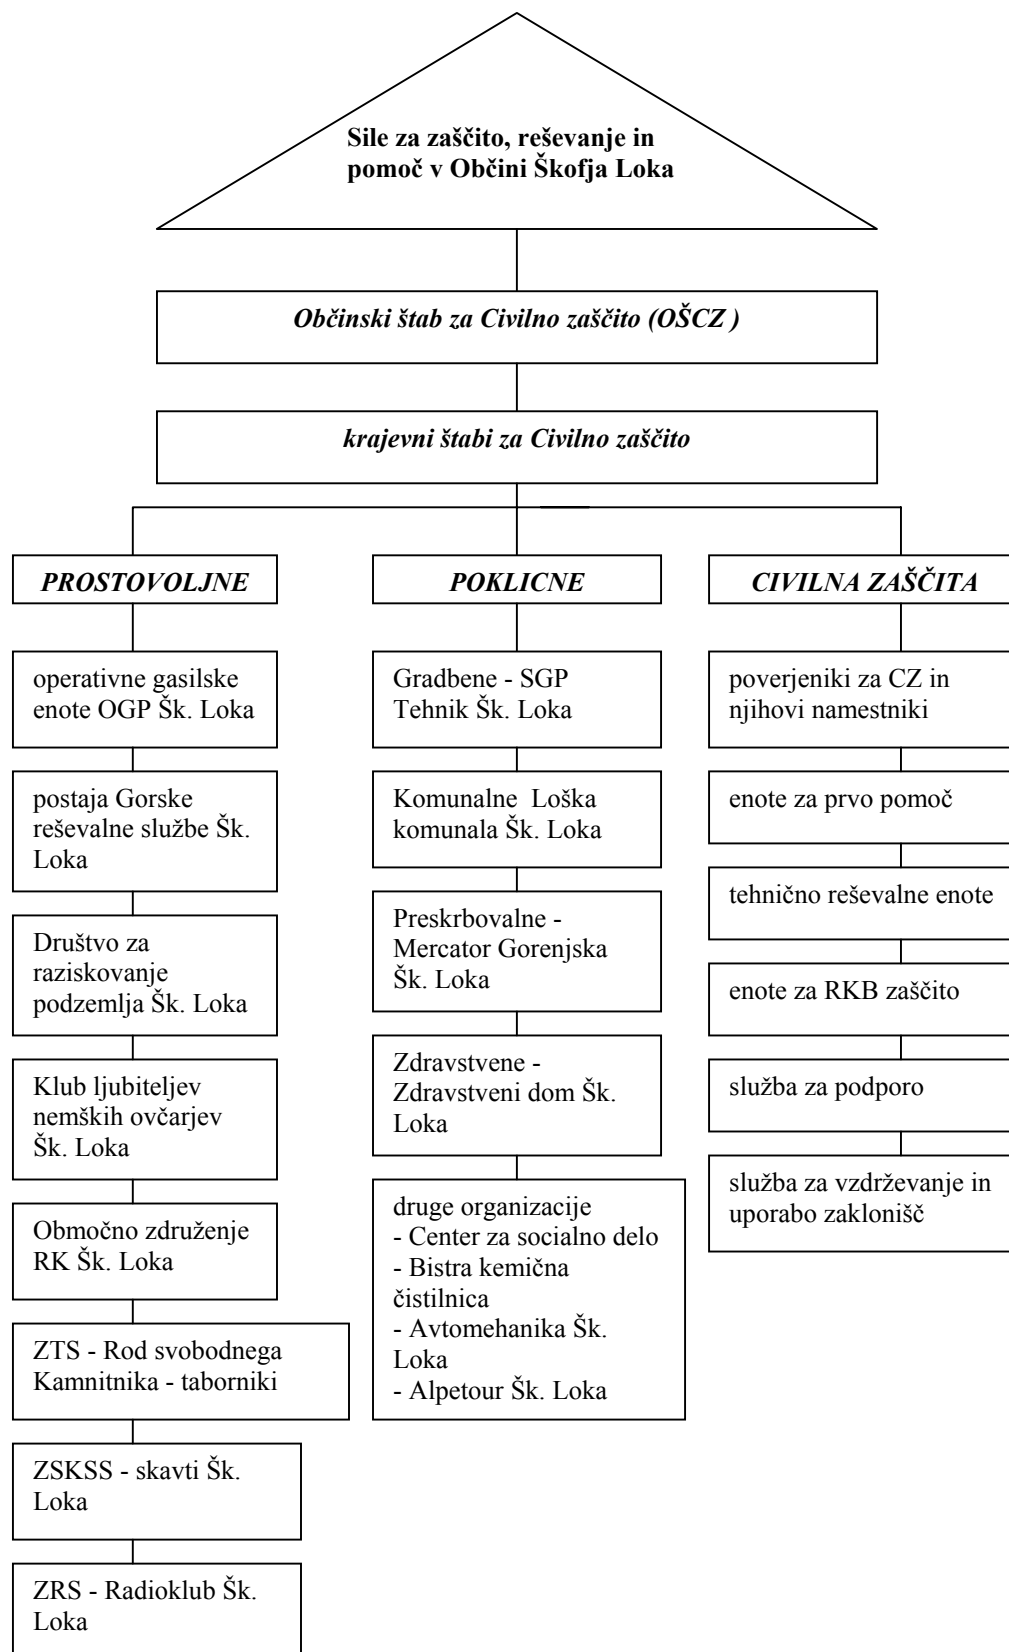 Sile za zaščito, reševanje in
pomoč v Občini Škofja Loka
Občinski štab za Civilno zaščito (OŠCZ )
krajevni štabi za Civilno zaščito
PROSTOVOLJNE
operativne gasilske
enote OGP Šk. Loka
postaja Gorske
reševalne službe Šk.
Loka
Društvo za
raziskovanje
podzemlja Šk. Loka
Klub ljubiteljev
nemških ovčarjev
Šk. Loka
Območno združenje
RK Šk. Loka
ZTS - Rod svobodnega
Kamnitnika - taborniki
ZSKSS - skavti Šk.
Loka
ZRS - Radioklub Šk.
Loka
POKLICNE
Gradbene - SGP
Tehnik Šk. Loka
Komunalne  Loška
komunala Šk. Loka
Preskrbovalne -
Mercator Gorenjska
Šk. Loka
Zdravstvene -
Zdravstveni dom Šk.
Loka
druge organizacije
- Center za socialno delo
- Bistra kemična
čistilnica
- Avtomehanika Šk.
Loka
- Alpetour Šk. Loka
CIVILNA ZAŠČITA
poverjeniki za CZ in
njihovi namestniki
enote za prvo pomoč
tehnično reševalne enote
enote za RKB zaščito
služba za podporo
služba za vzdrževanje in
uporabo zaklonišč